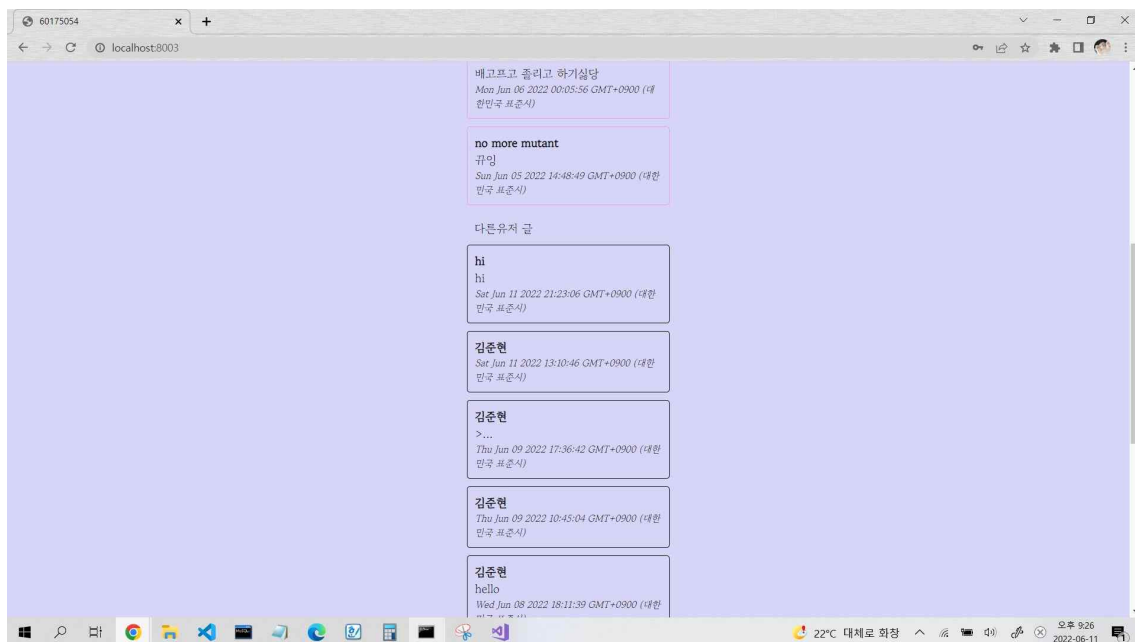 60175054
localhost:8003
배고프고 졸리고 하기싫당
Mon Jun 06 2022 00:05:56 GMT+0900 (대
한민국 표준시)
no more mutant
뀨잉
Sun Jun 05 2022 14:48:49 GMT+0900 (대한
민국 표준시)
다른유저 글
hi
hi
Sat Jun 11 2022 21:23:06 GMT+0900 (대한
민국 표준시)
김준현
Sat Jun 11 2022 13:10:46 GMT+0900 (대한
민국 표준시)
김준현
>...
Thu Jun 09 2022 17:36:42 GMT+0900 (대한
민국 표준시)
김준현
Thu Jun 09 2022 10:45:04 GMT+0900 (대한
민국 표준시)
김준현
hello
Wed Jun 08 2022 18:11:39 GMT+0900 (대한
22°C 대체로 화창
오후 9:26
2022-06-11